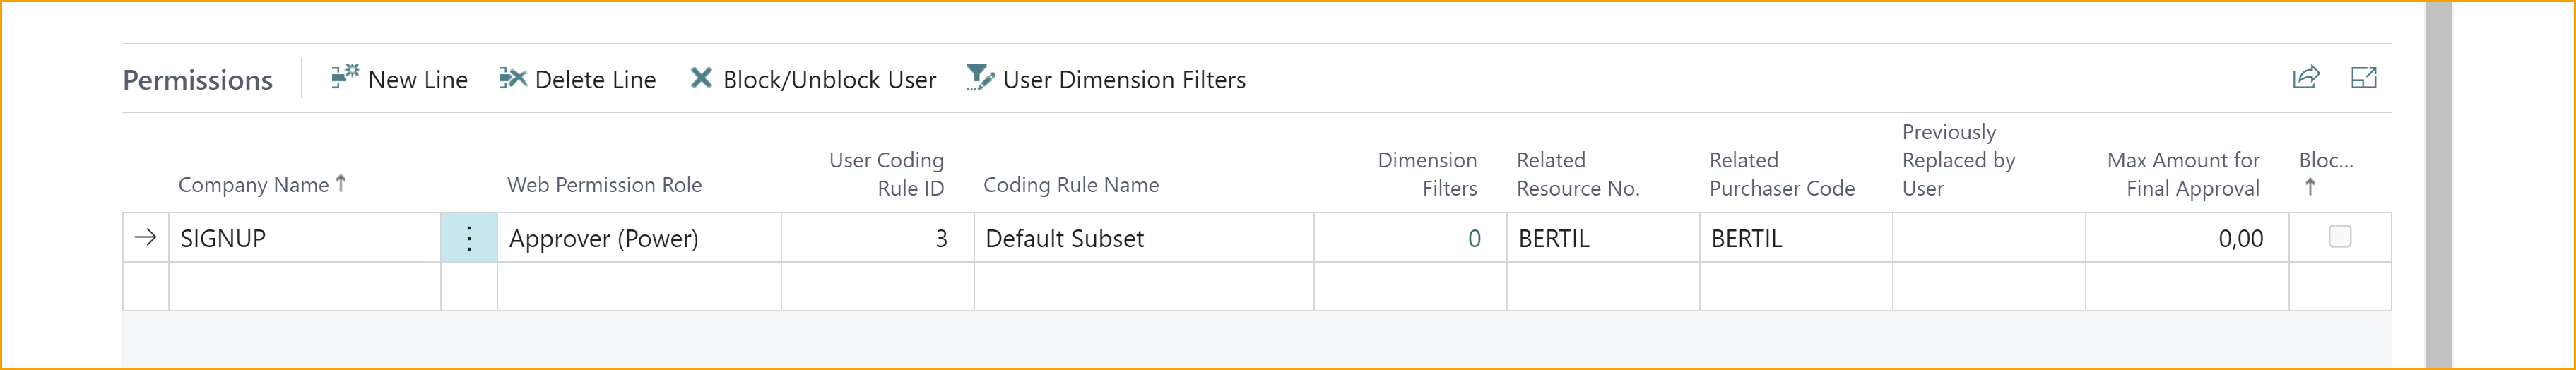 Permissions New Line Delete Line Block/Unblock User User Dimension Filters
Company Name ↑ Web Permission Role User Coding Rule ID Coding Rule Name Dimension Filters Related Resource No. Related Purchaser Code Previously Replaced by User Max Amount for Final Approval Bloc... ↑
→ SIGNUP Approver (Power) 3 Default Subset 0 BERTIL BERTIL 0,00